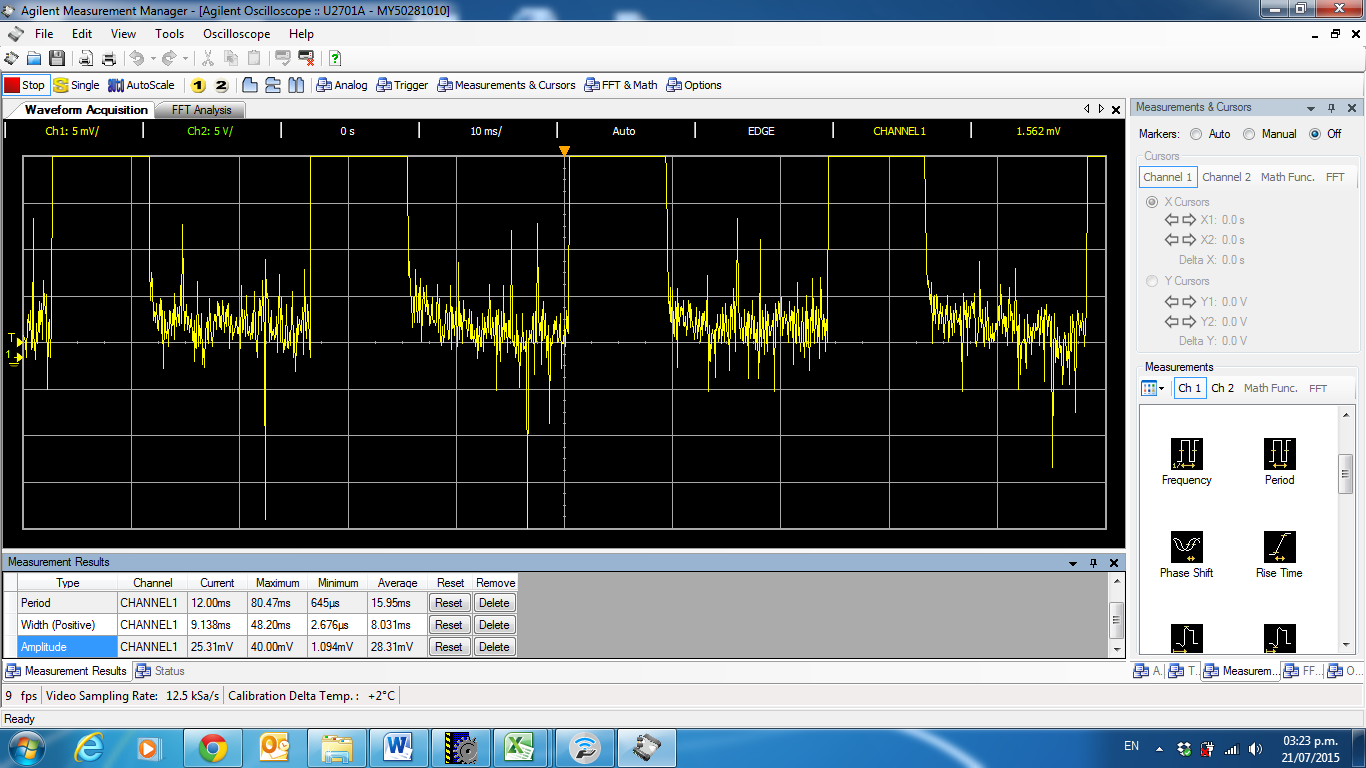 Agilent Measurement Manager - [Agilent Oscilloscope :: U2701A - MY50281010]
File Edit View Tools Oscilloscope Help
Stop Single AutoScale 1 2 Analog Trigger Measurements & Cursors FFT & Math Options
Waveform Acquisition FFT Analysis
Ch1: 5 mV/ Ch2: 5 V/ 0 s 10 ms/ Auto EDGE CHANNEL1 1.562 mV
T
1
Measurements & Cursors
Markers: Auto Manual Off
Cursors
Channel 1 Channel 2 Math Func. FFT
X Cursors
X1: 0.0 s
X2: 0.0 s
Delta X: 0.0 s
Y Cursors
Y1: 0.0 V
Y2: 0.0 V
Delta Y: 0.0 V
Measurements
Ch 1 Ch 2 Math Func. FFT
Frequency Period
Phase Shift Rise Time
Measurement Results
Type Channel Current Maximum Minimum Average Reset Remove
Period CHANNEL1 12.00ms 80.47ms 645µs 15.95ms Reset Delete
Width (Positive) CHANNEL1 9.138ms 48.20ms 2.676µs 8.031ms Reset Delete
Amplitude CHANNEL1 25.31mV 40.00mV 1.094mV 28.31mV Reset Delete
Measurement Results Status
A. T. Measurem... FF... O...
9 fps Video Sampling Rate: 12.5 kSa/s Calibration Delta Temp. : +2°C
Ready
EN
03:23 p.m.
21/07/2015